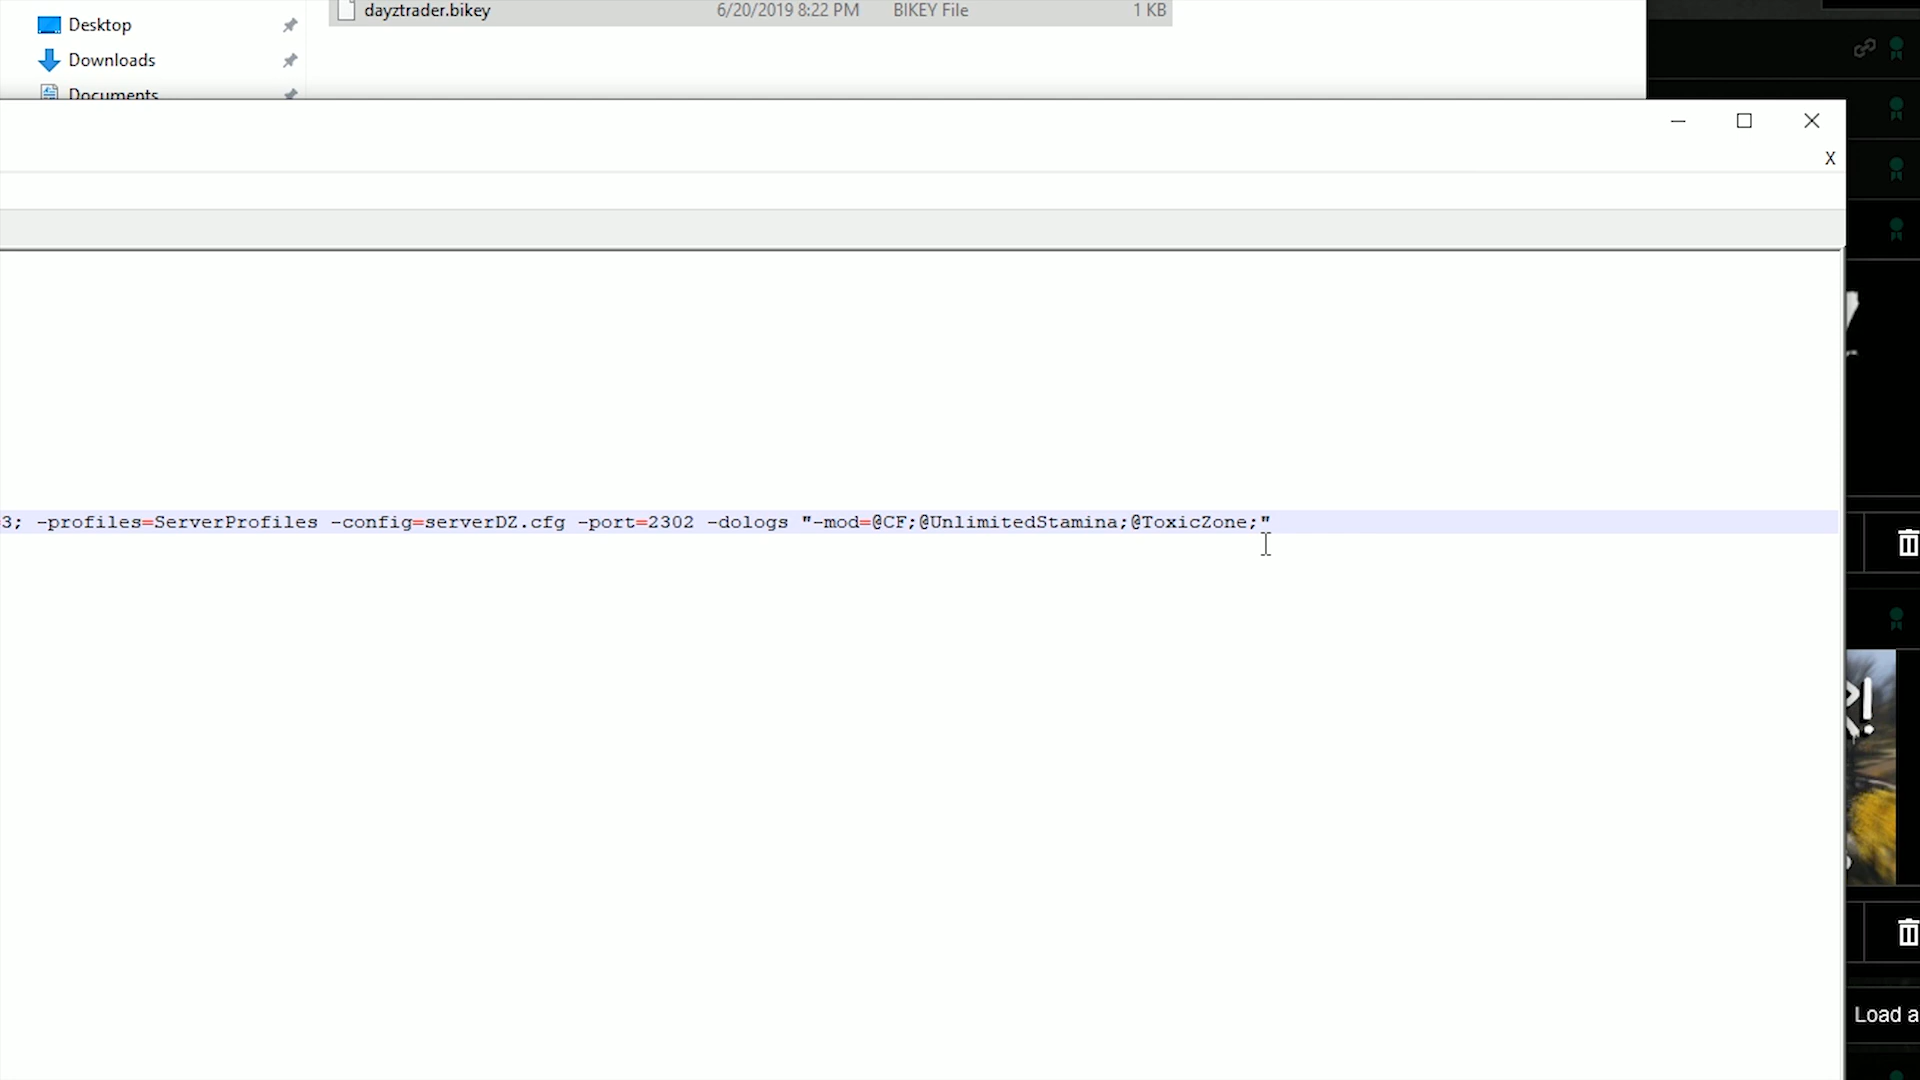 dayztrader.bikey 6/20/2019 8:22 PM BIKEY File 1 KB
Desktop
Downloads
Documents
X
3; -profiles=ServerProfiles -config=serverDZ.cfg -port=2302 -dologs "-mod=@CF;@UnlimitedStamina;@ToxicZone;"
R!
Load a